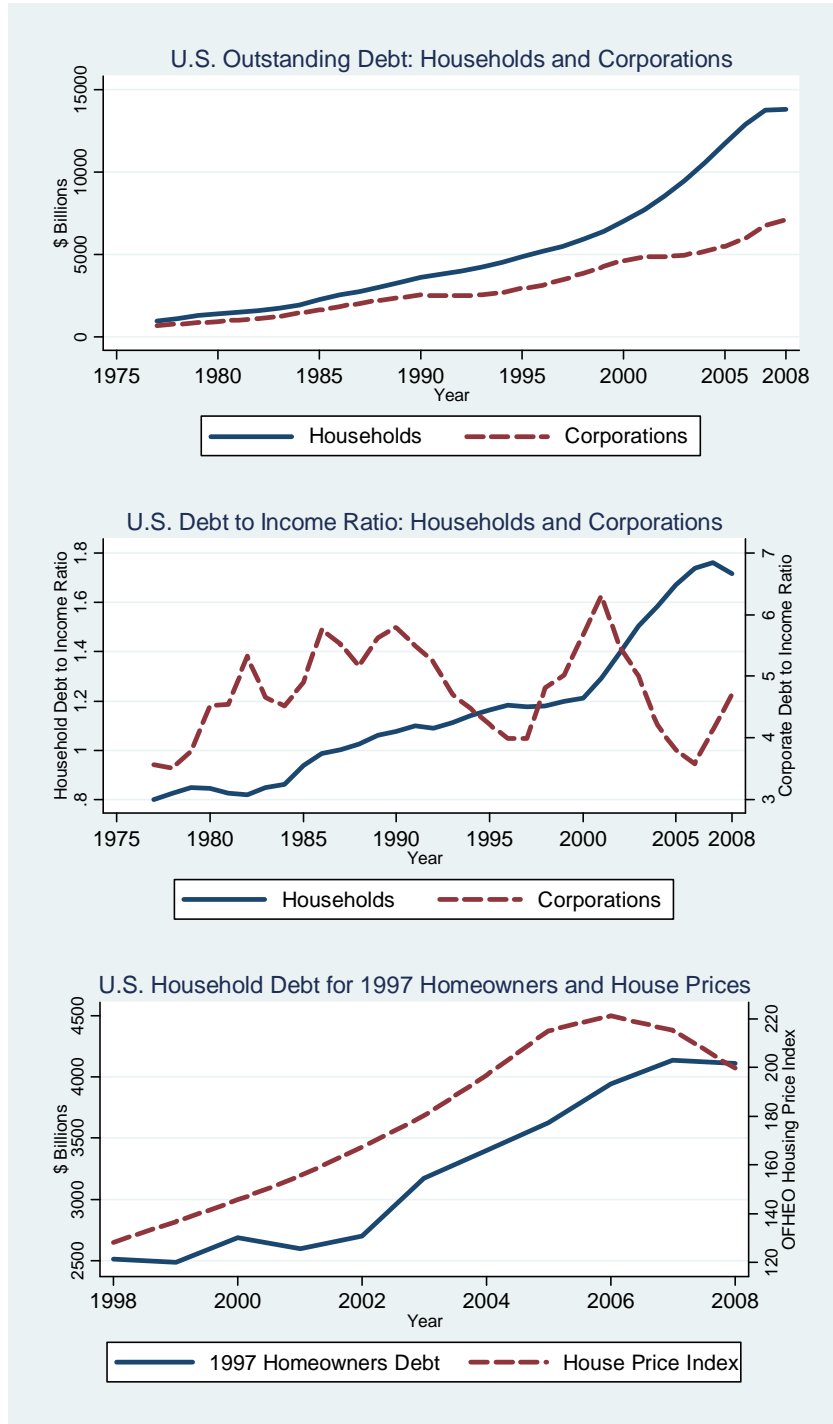 U.S. Outstanding Debt: Households and Corporations
$ Billions
15000
10000
5000
0
1975 1980 1985 1990 1995 2000 2005 2008
Year
Households Corporations
U.S. Debt to Income Ratio: Households and Corporations
Household Debt to Income Ratio
1.8
1.6
1.4
1.2
1
.8
7
6
5
4
3
Corporate Debt to Income Ratio
1975 1980 1985 1990 1995 2000 2005 2008
Year
Households Corporations
U.S. Household Debt for 1997 Homeowners and House Prices
$ Billions
4500
4000
3500
3000
2500
220
200
180
160
140
120
OFHEO Housing Price Index
1998 2000 2002 2004 2006 2008
Year
1997 Homeowners Debt House Price Index